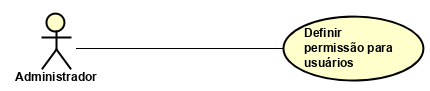 Definir
permissão para
usuários
Administrador